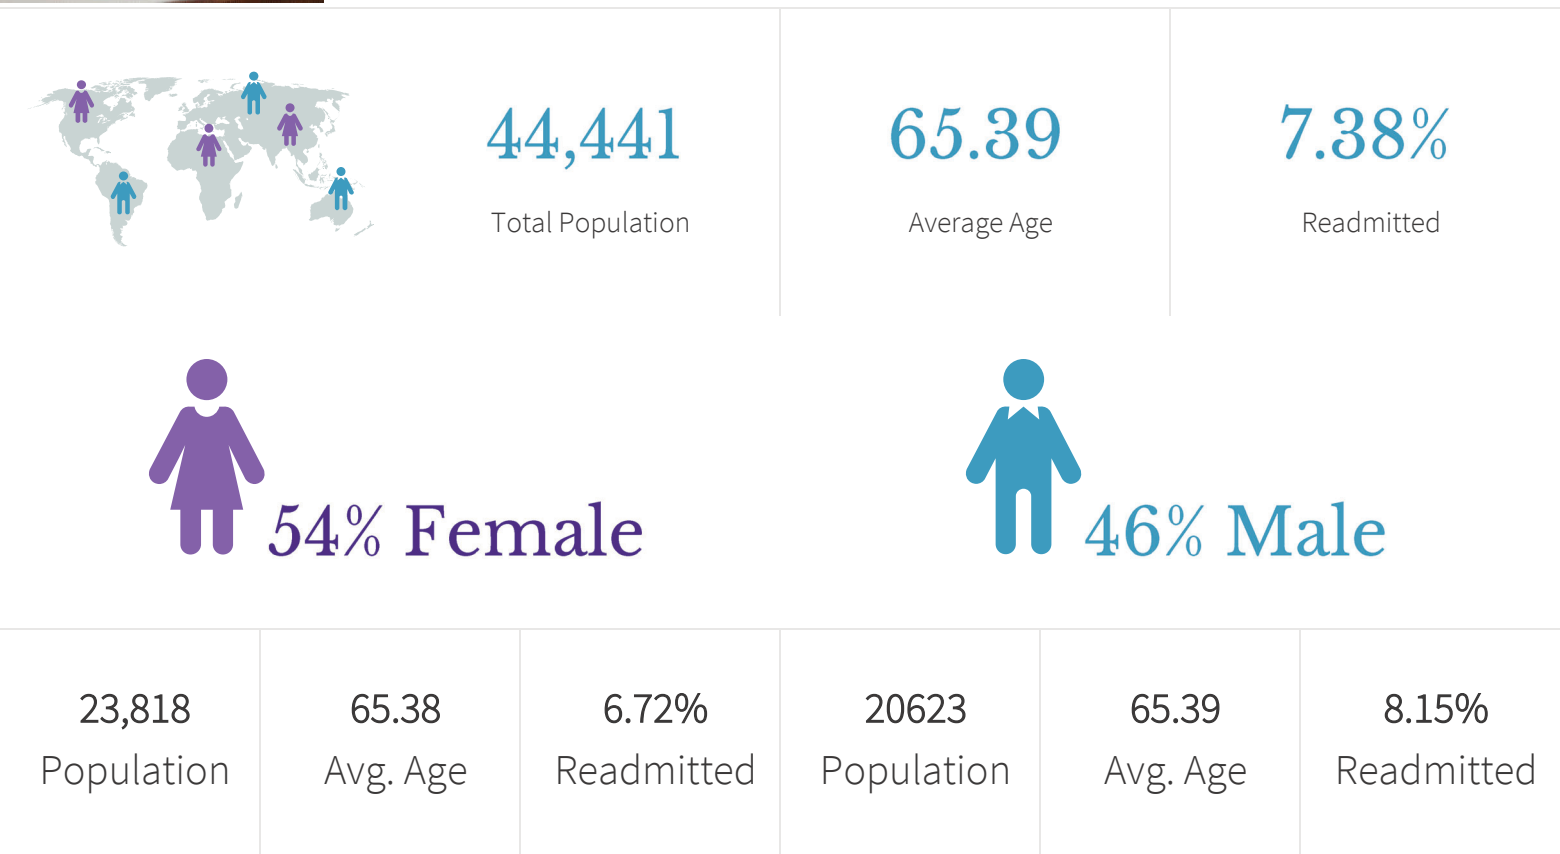 44,441
Total Population
65.39
Average Age
7.38%
Readmitted
54% Female
46% Male
23,818
Population
65.38
Avg. Age
6.72%
Readmitted
20623
Population
65.39
Avg. Age
8.15%
Readmitted